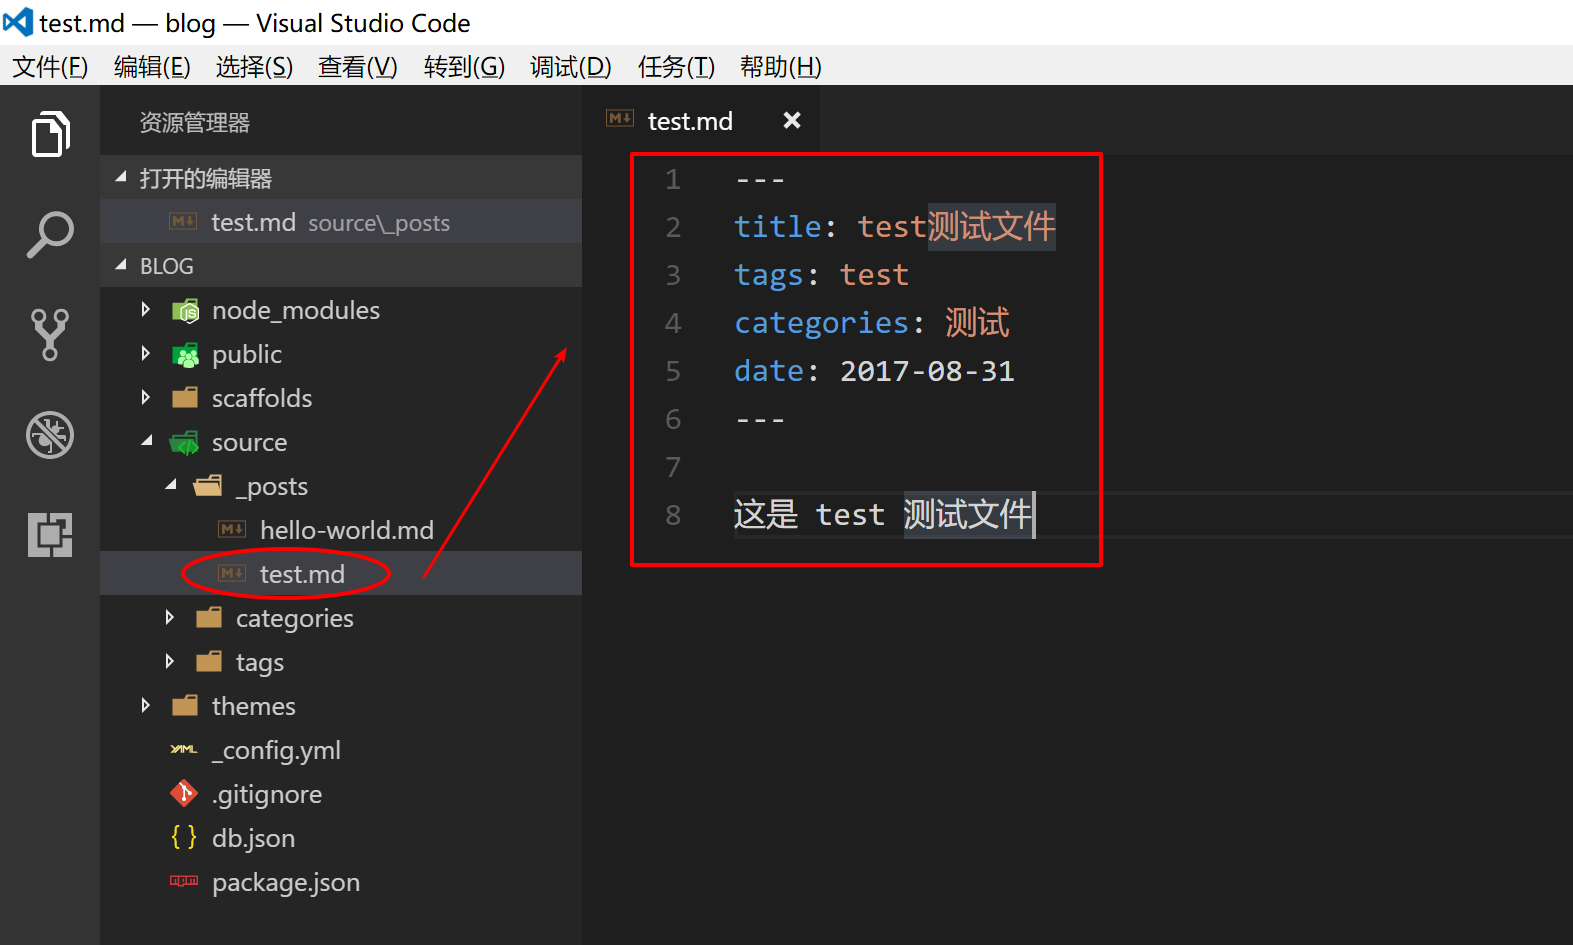 test.md — blog — Visual Studio Code
文件(F) 编辑(E) 选择(S) 查看(V) 转到(G) 调试(D) 任务(T) 帮助(H)
资源管理器
打开的编辑器
test.md source\_posts
BLOG
node_modules
public
scaffolds
source
_posts
hello-world.md
test.md
categories
tags
themes
_config.yml
.gitignore
db.json
package.json
test.md
1 ---
2 title: test测试文件
3 tags: test
4 categories: 测试
5 date: 2017-08-31
6 ---
7
8 这是 test 测试文件